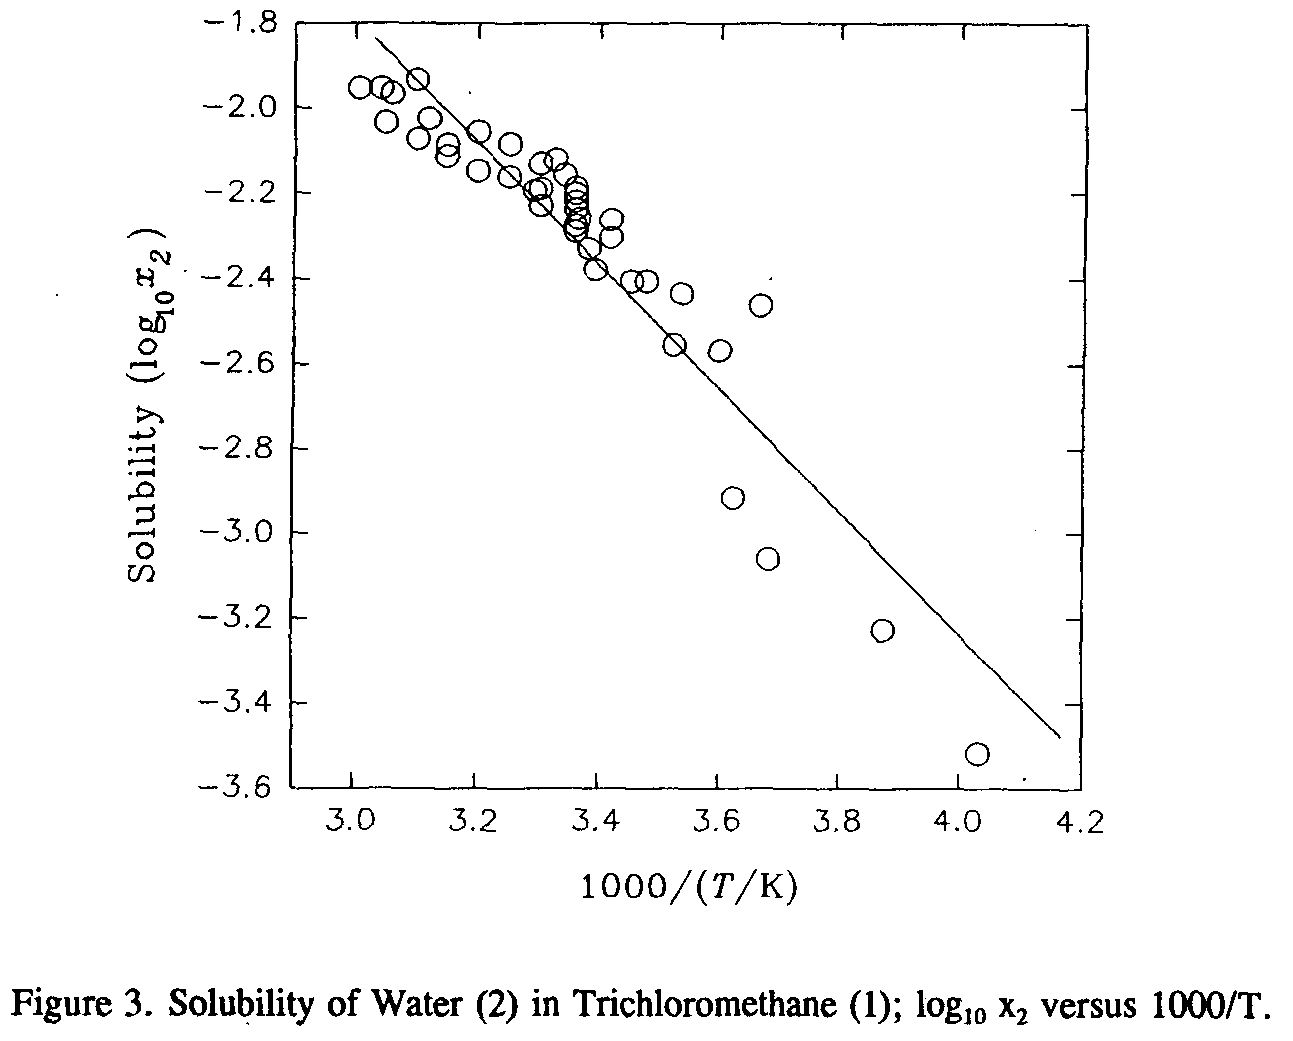 −1.8
−2.0
−2.2
−2.4
−2.6
−2.8
−3.0
−3.2
−3.4
−3.6
Solubility (log₁₀x₂)
3.0 3.2 3.4 3.6 3.8 4.0 4.2
1000/(T/K)
Figure 3. Solubility of Water (2) in Trichloromethane (1); log₁₀ x₂ versus 1000/T.